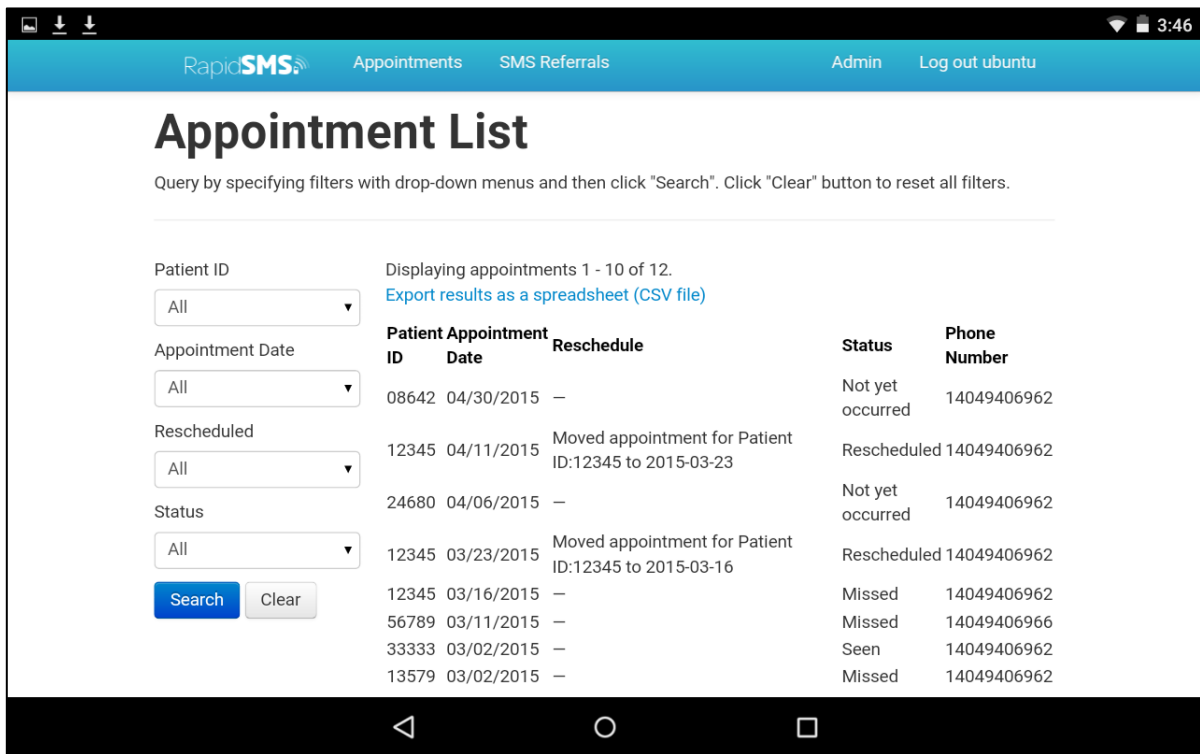 3:46
RapidSMS Appointments SMS Referrals Admin Log out ubuntu
Appointment List
Query by specifying filters with drop-down menus and then click "Search". Click "Clear" button to reset all filters.
Patient ID
All
Appointment Date
All
Rescheduled
All
Status
All
Search Clear
Displaying appointments 1 - 10 of 12.
Export results as a spreadsheet (CSV file)
Patient ID Appointment Date Reschedule Status Phone Number
08642 04/30/2015 — Not yet occurred 14049406962
12345 04/11/2015 Moved appointment for Patient ID:12345 to 2015-03-23 Rescheduled 14049406962
24680 04/06/2015 — Not yet occurred 14049406962
12345 03/23/2015 Moved appointment for Patient ID:12345 to 2015-03-16 Rescheduled 14049406962
12345 03/16/2015 — Missed 14049406962
56789 03/11/2015 — Missed 14049406966
33333 03/02/2015 — Seen 14049406962
13579 03/02/2015 — Missed 14049406962